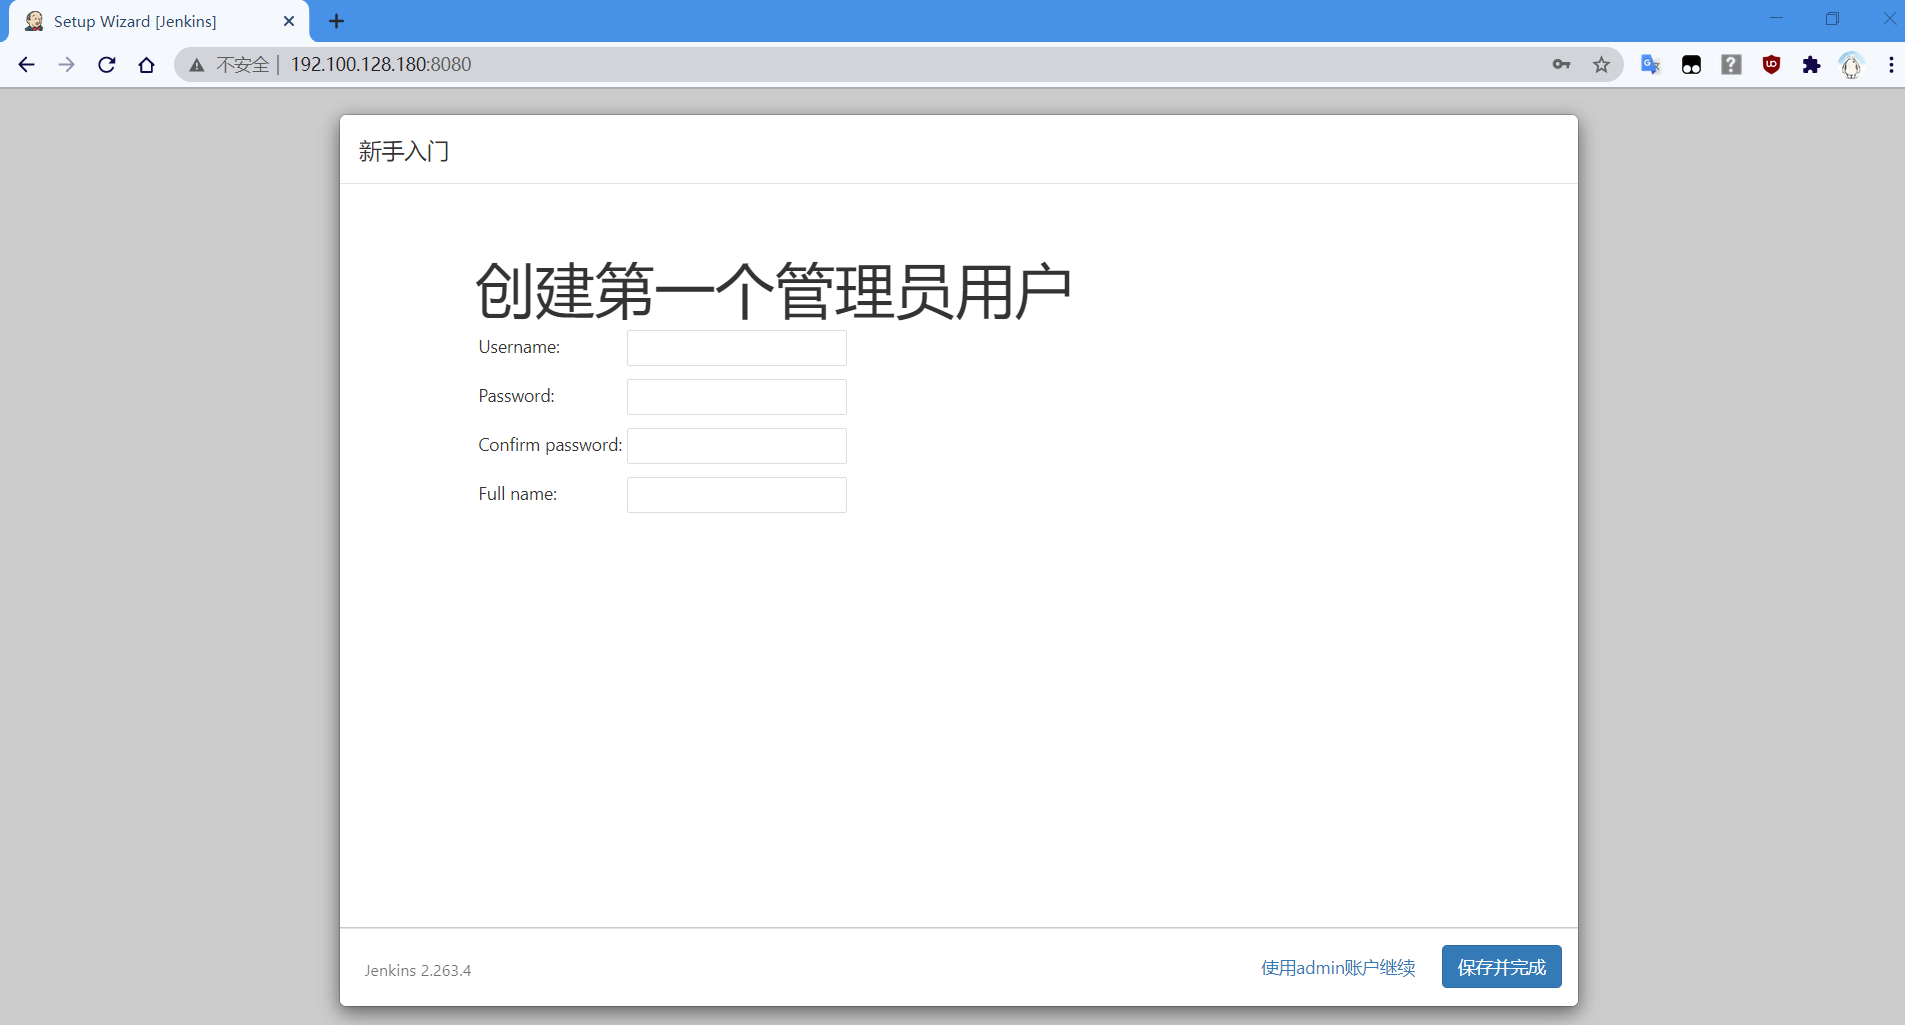 Setup Wizard [Jenkins]
不安全 | 192.100.128.180:8080
新手入门
创建第一个管理员用户
Username:
Password:
Confirm password:
Full name:
Jenkins 2.263.4
使用admin账户继续
保存并完成